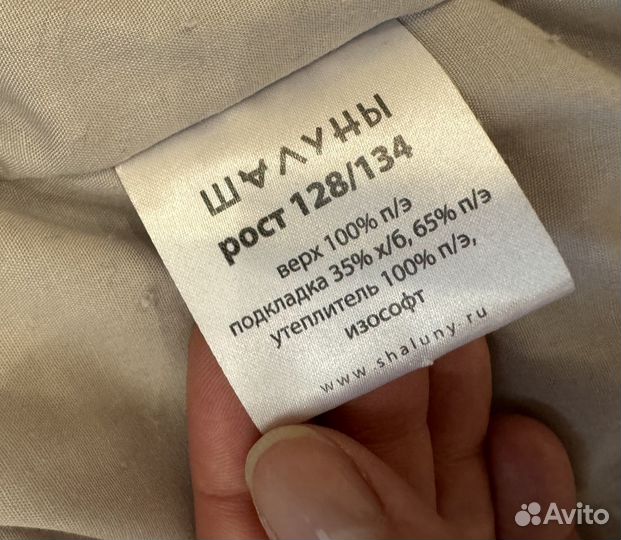 ШАЛУНЫ
рост 128/134
верх 100% п/э
подкладка 35% х/б, 65% п/э
утеплитель 100% п/э,
изософт
www.shaluny.ru
Avito